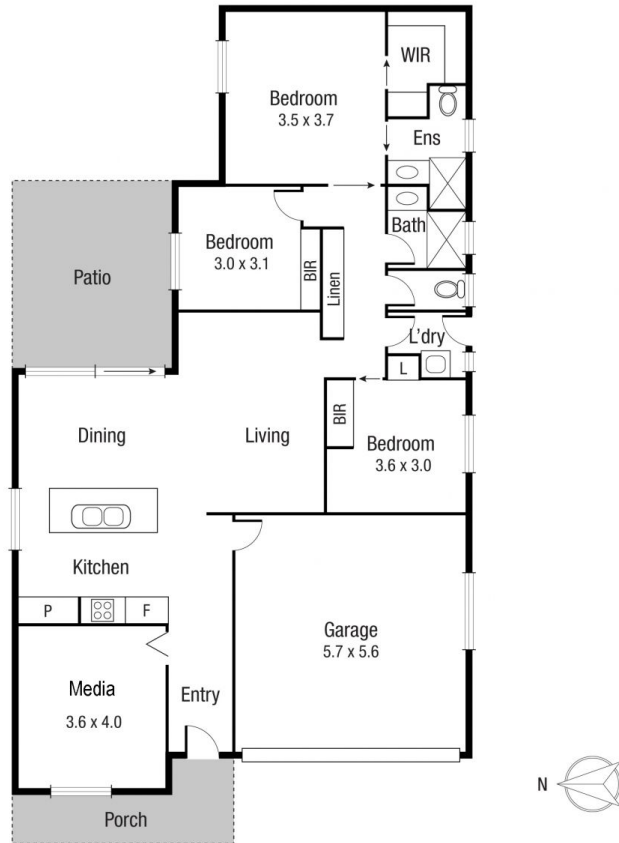 WIR
Bedroom
3.5 x 3.7
Ens
Bath
Bedroom
3.0 x 3.1
BIR
Linen
Patio
L'dry
L
BIR
Dining
Living
Bedroom
3.6 x 3.0
Kitchen
P
F
Garage
5.7 x 5.6
Media
3.6 x 4.0
Entry
N
Porch